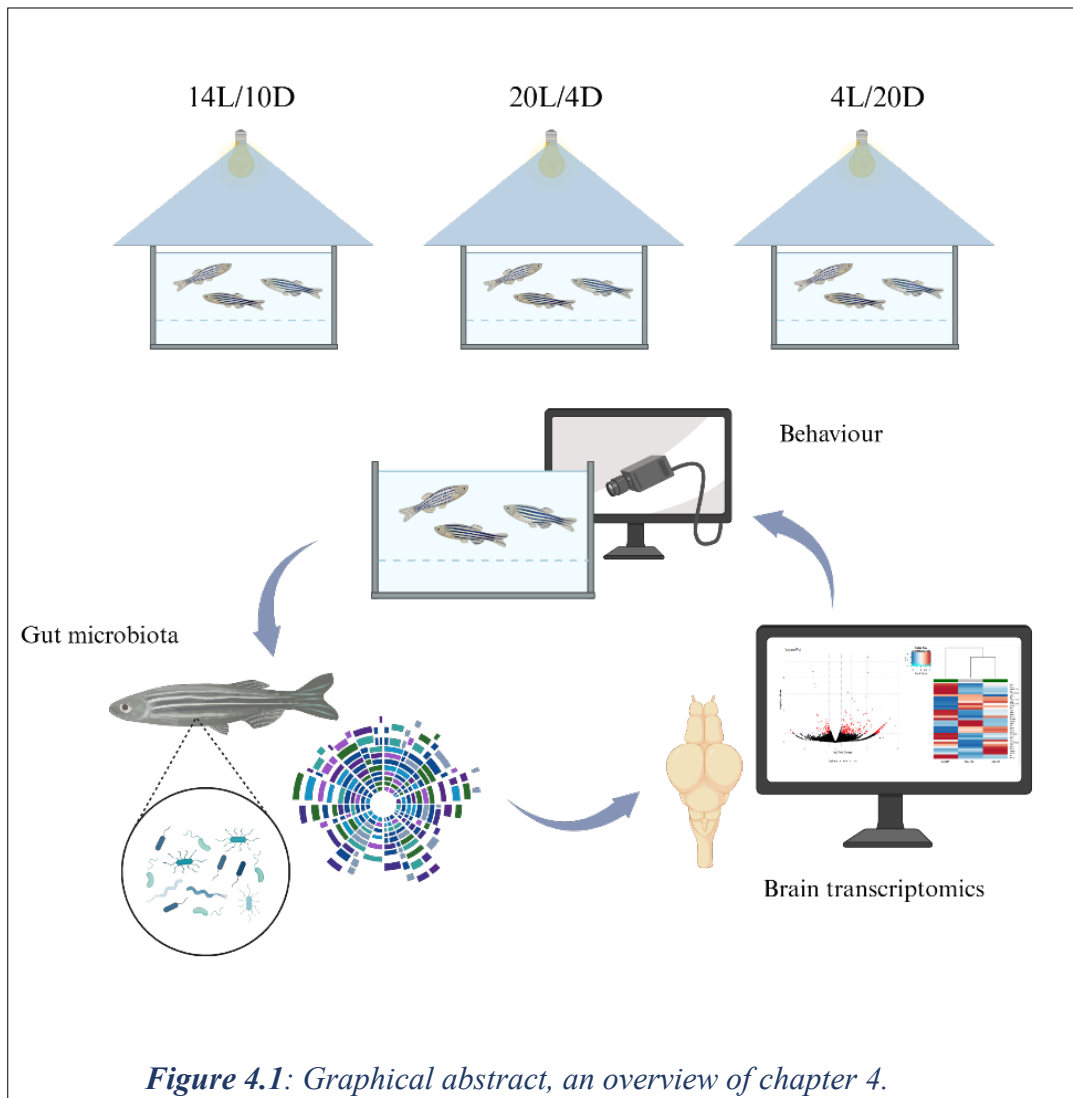 14L/10D
20L/4D
4L/20D
Behaviour
Gut microbiota
Brain transcriptomics
Figure 4.1: Graphical abstract, an overview of chapter 4.